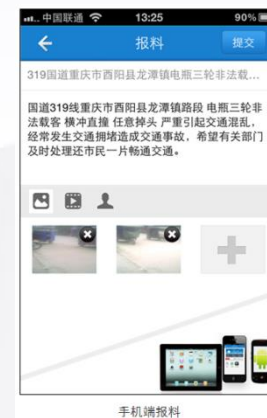 中国联通 13:25 90%
报料 提交
319国道重庆市酉阳县龙潭镇电瓶三轮非法载...
国道319线重庆市酉阳县龙潭镇路段 电瓶三轮非
法载客 横冲直撞 任意掉头 严重引起交通混乱，
经常发生交通拥堵造成交通事故，希望有关部门
及时处理还市民一片畅通交通。
手机端报料